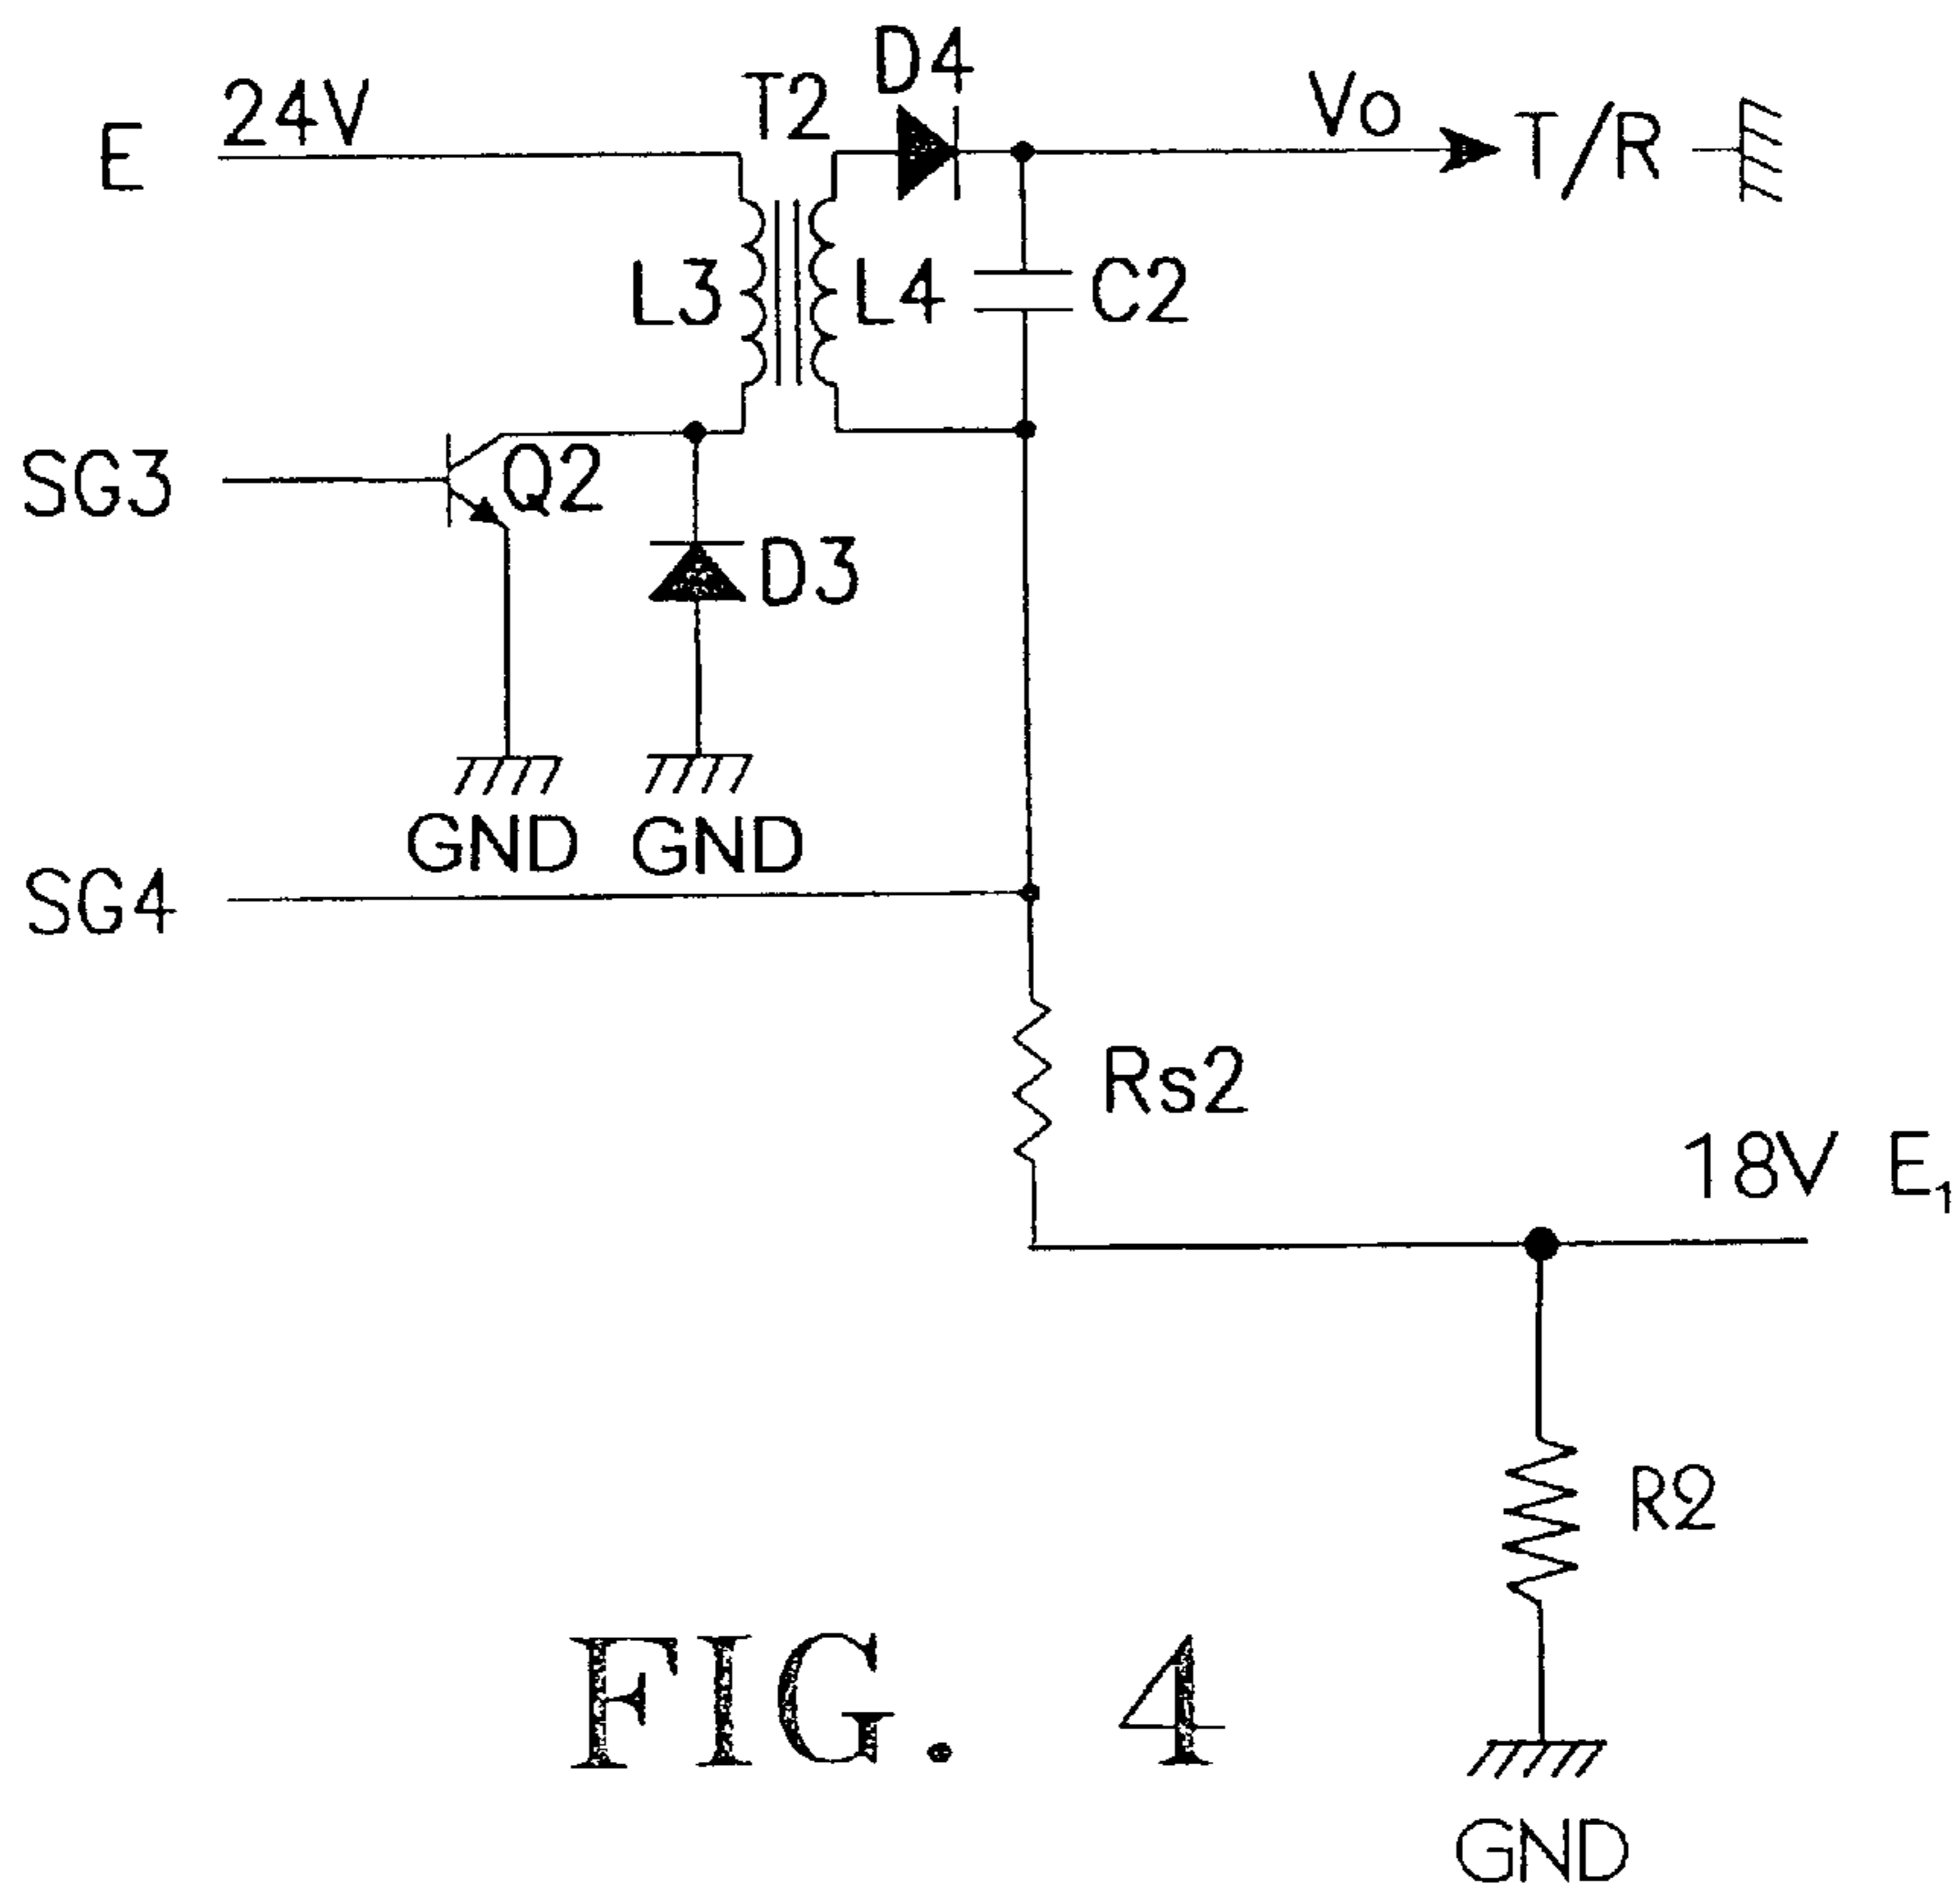 D4
T2
24V
Vo
E
T/R
L3
L4
C2
SG3
Q2
D3
GND
GND
SG4
Rs2
18V E₁
R2
FIG. 4
GND